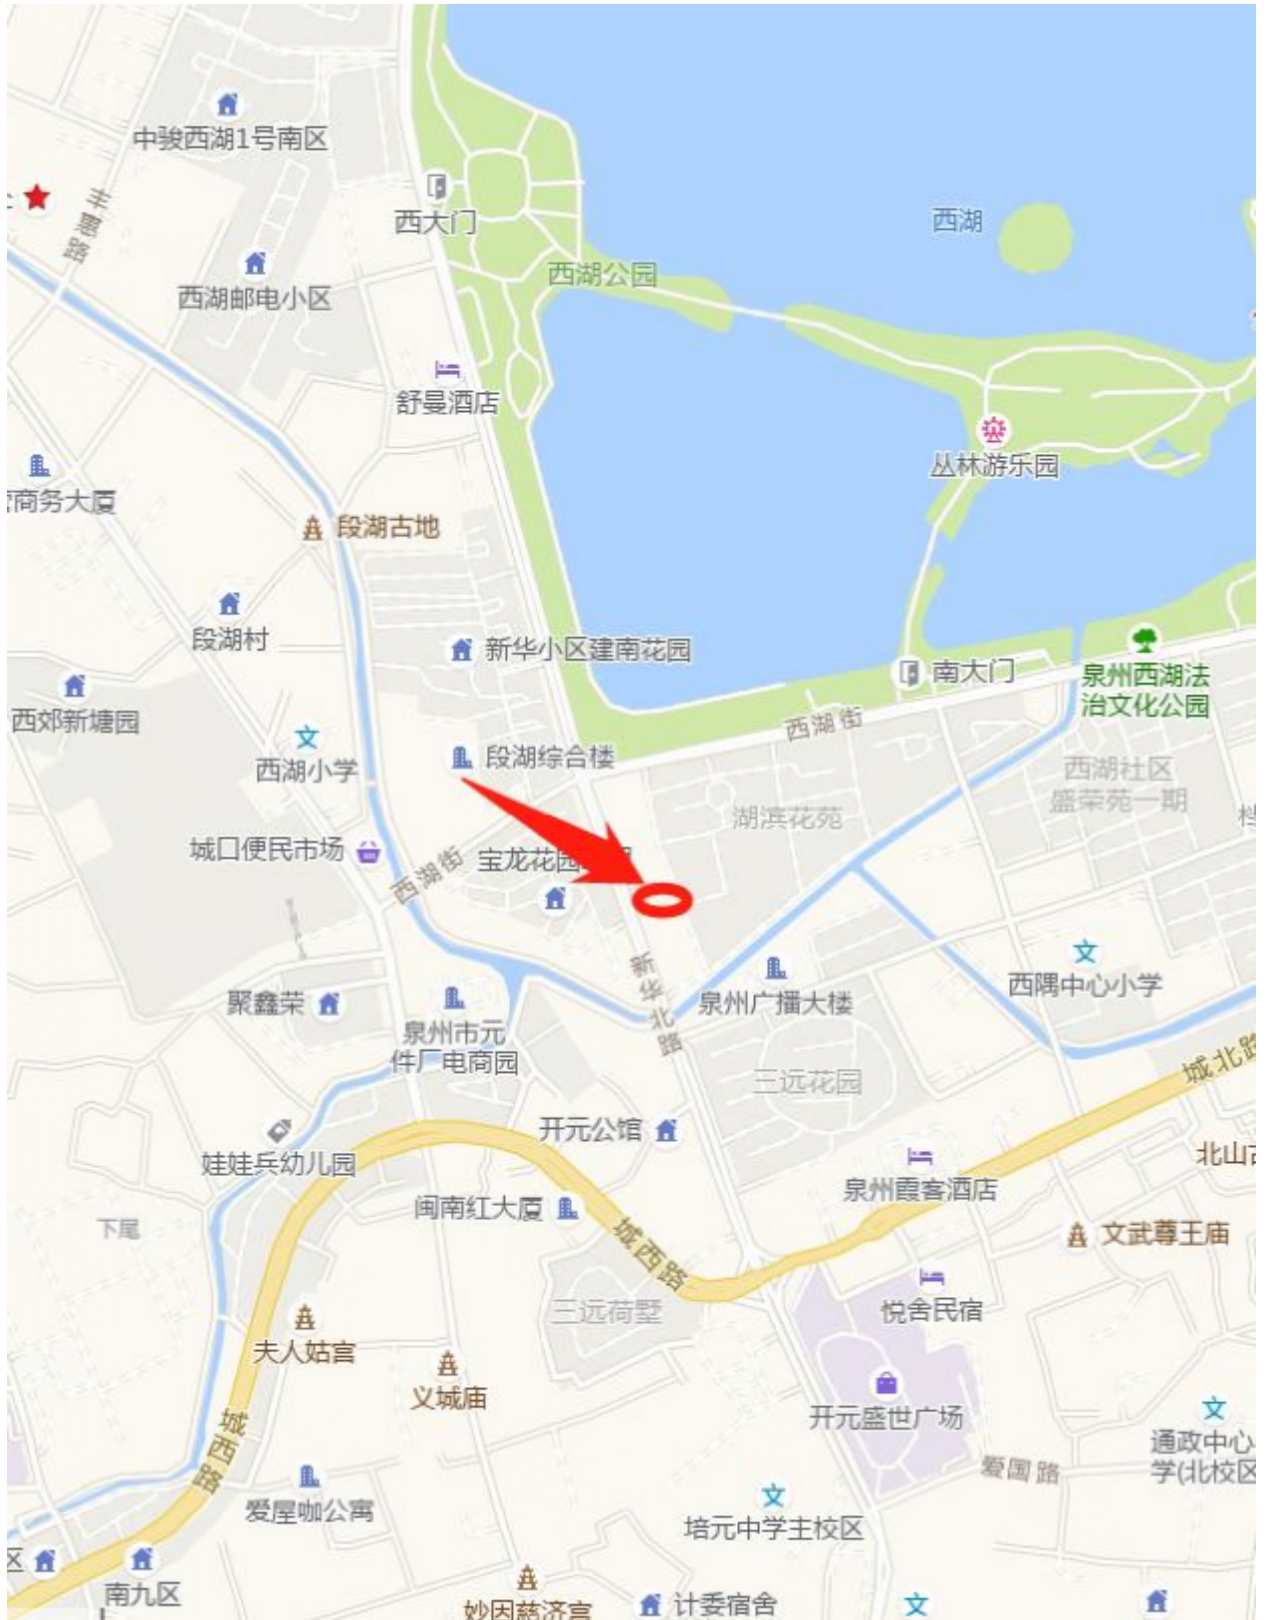 中骏西湖1号南区
丰惠路
西大门
西湖
西湖邮电小区
西湖公园
舒曼酒店
丛林游乐园
商务大厦
段湖古地
段湖村
新华小区建南花园
南大门
泉州西湖法
治文化公园
西郊新塘园
西湖街
西湖小学
段湖综合楼
西湖社区
盛荣苑一期
湖滨花苑
城口便民市场
西湖街
宝龙花园
新华北路
西隅中心小学
聚鑫荣
泉州广播大楼
泉州市元
件厂电商园
三远花园
城北路
开元公馆
娃娃兵幼儿园
北山古
泉州霞客酒店
闽南红大厦
下尾
文武尊王庙
城西路
三远荷墅
悦舍民宿
夫人姑宫
义城庙
开元盛世广场
城西路
通政中心
学(北校区
爱国路
爱屋咖公寓
培元中学主校区
区
南九区
妙因慈济宫
计委宿舍